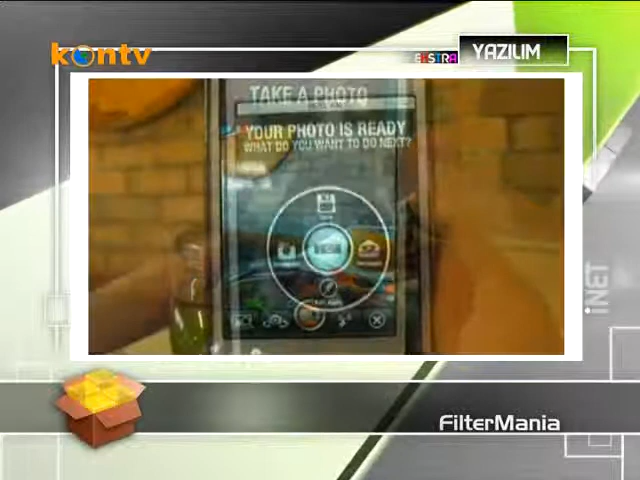 kontv
EKSTRA
YAZILIM
TAKE A PHOTO
YOUR PHOTO IS READY
WHAT DO YOU WANT TO DO NEXT?
iNET
FilterMania